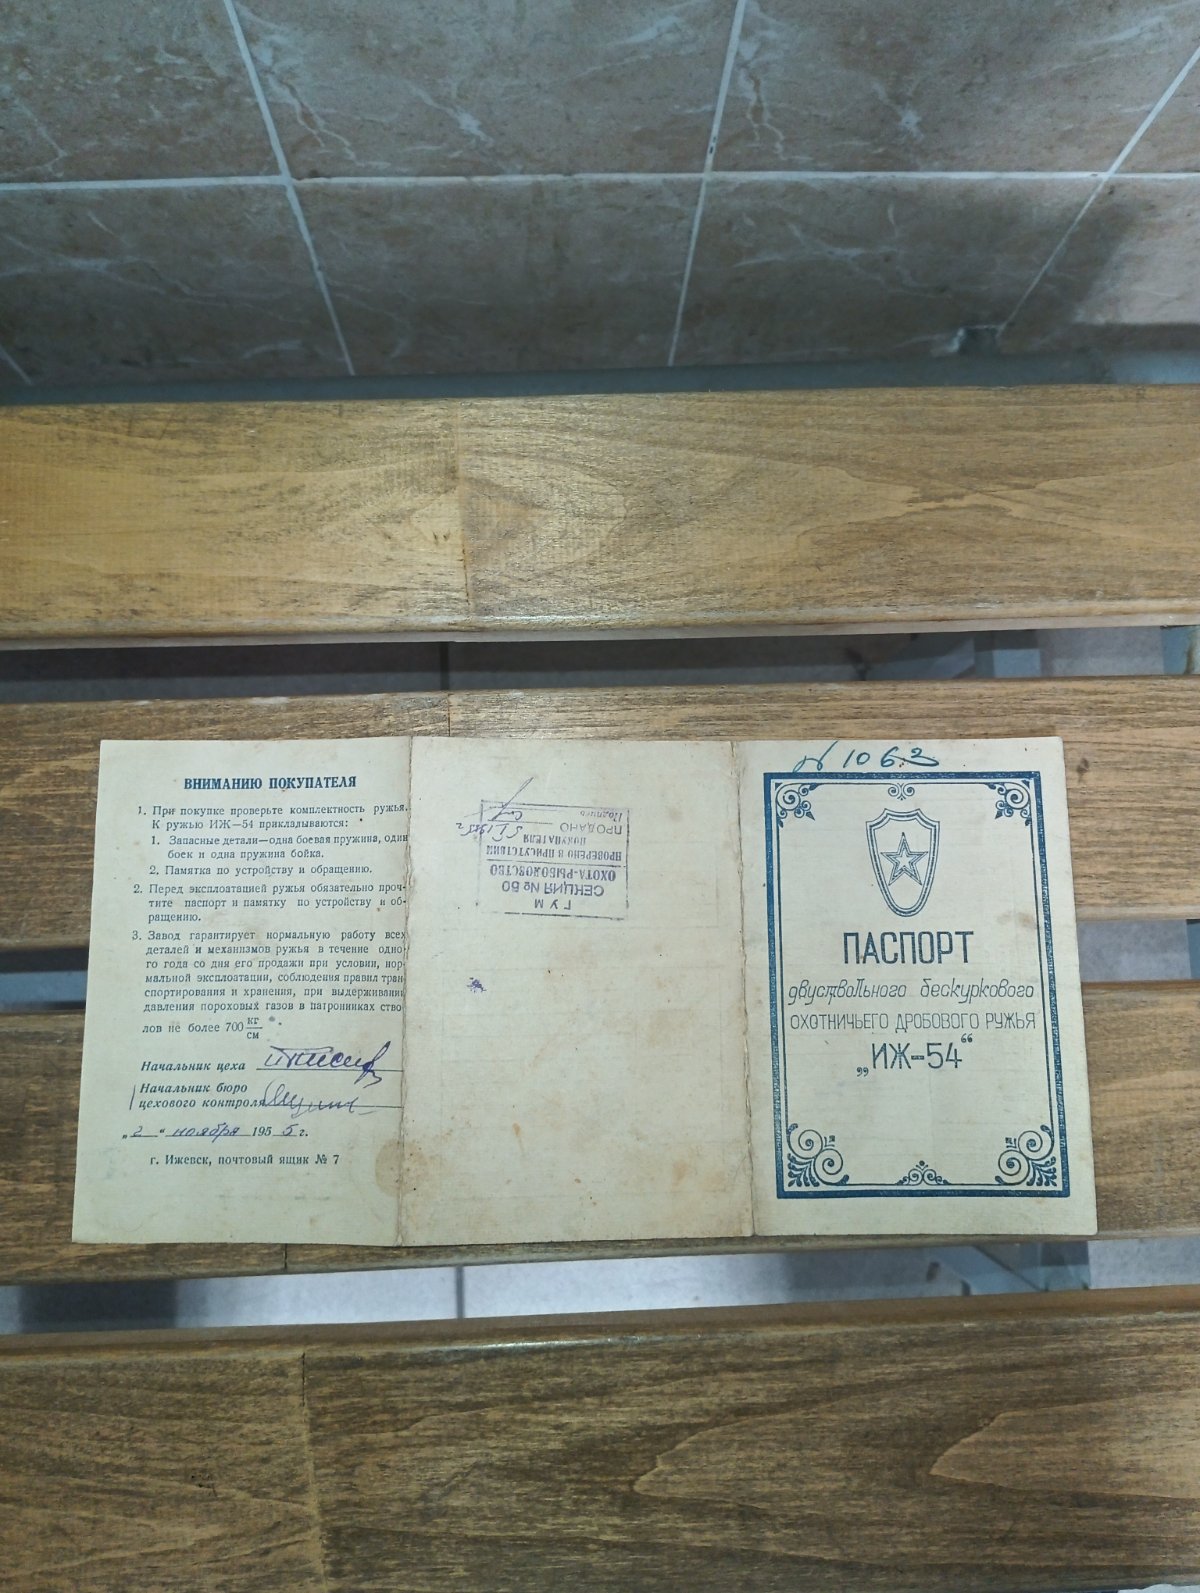 ВНИМАНИЮ ПОКУПАТЕЛЯ
1. При покупке проверьте комплектность ружья.
К ружью ИЖ—54 прикладываются:
1. Запасные детали—одна боевая пружина, один
боек и одна пружина бойка.
2. Памятка по устройству и обращению.
2. Перед эксплоатацией ружья обязательно проч-
тите паспорт и памятку по устройству и об-
ращению.
3. Завод гарантирует нормальную работу всех
деталей и механизмов ружья в течение одно-
го года со дня его продажи при условии, нор-
мальной эксплоатации, соблюдения правил тран-
спортирования и хранения, при выдерживании
давления пороховых газов в патронниках ство-
лов не более 700 кг/см
Начальник цеха
Начальник бюро
цехового контроля
„2“ ноября 1955 г.
г. Ижевск, почтовый ящик № 7
ГУМ
СЕКЦИЯ № 50
ОХОТА-РЫБОЛОВСТВО
ПРОВЕРЕНО В ПРИСУТСТВИИ
ПОКУПАТЕЛЯ
ПРОДАНО
Подпись
N 1062
ПАСПОРТ
двуствольного бескуркового
ОХОТНИЧЬЕГО ДРОБОВОГО РУЖЬЯ
„ИЖ-54“